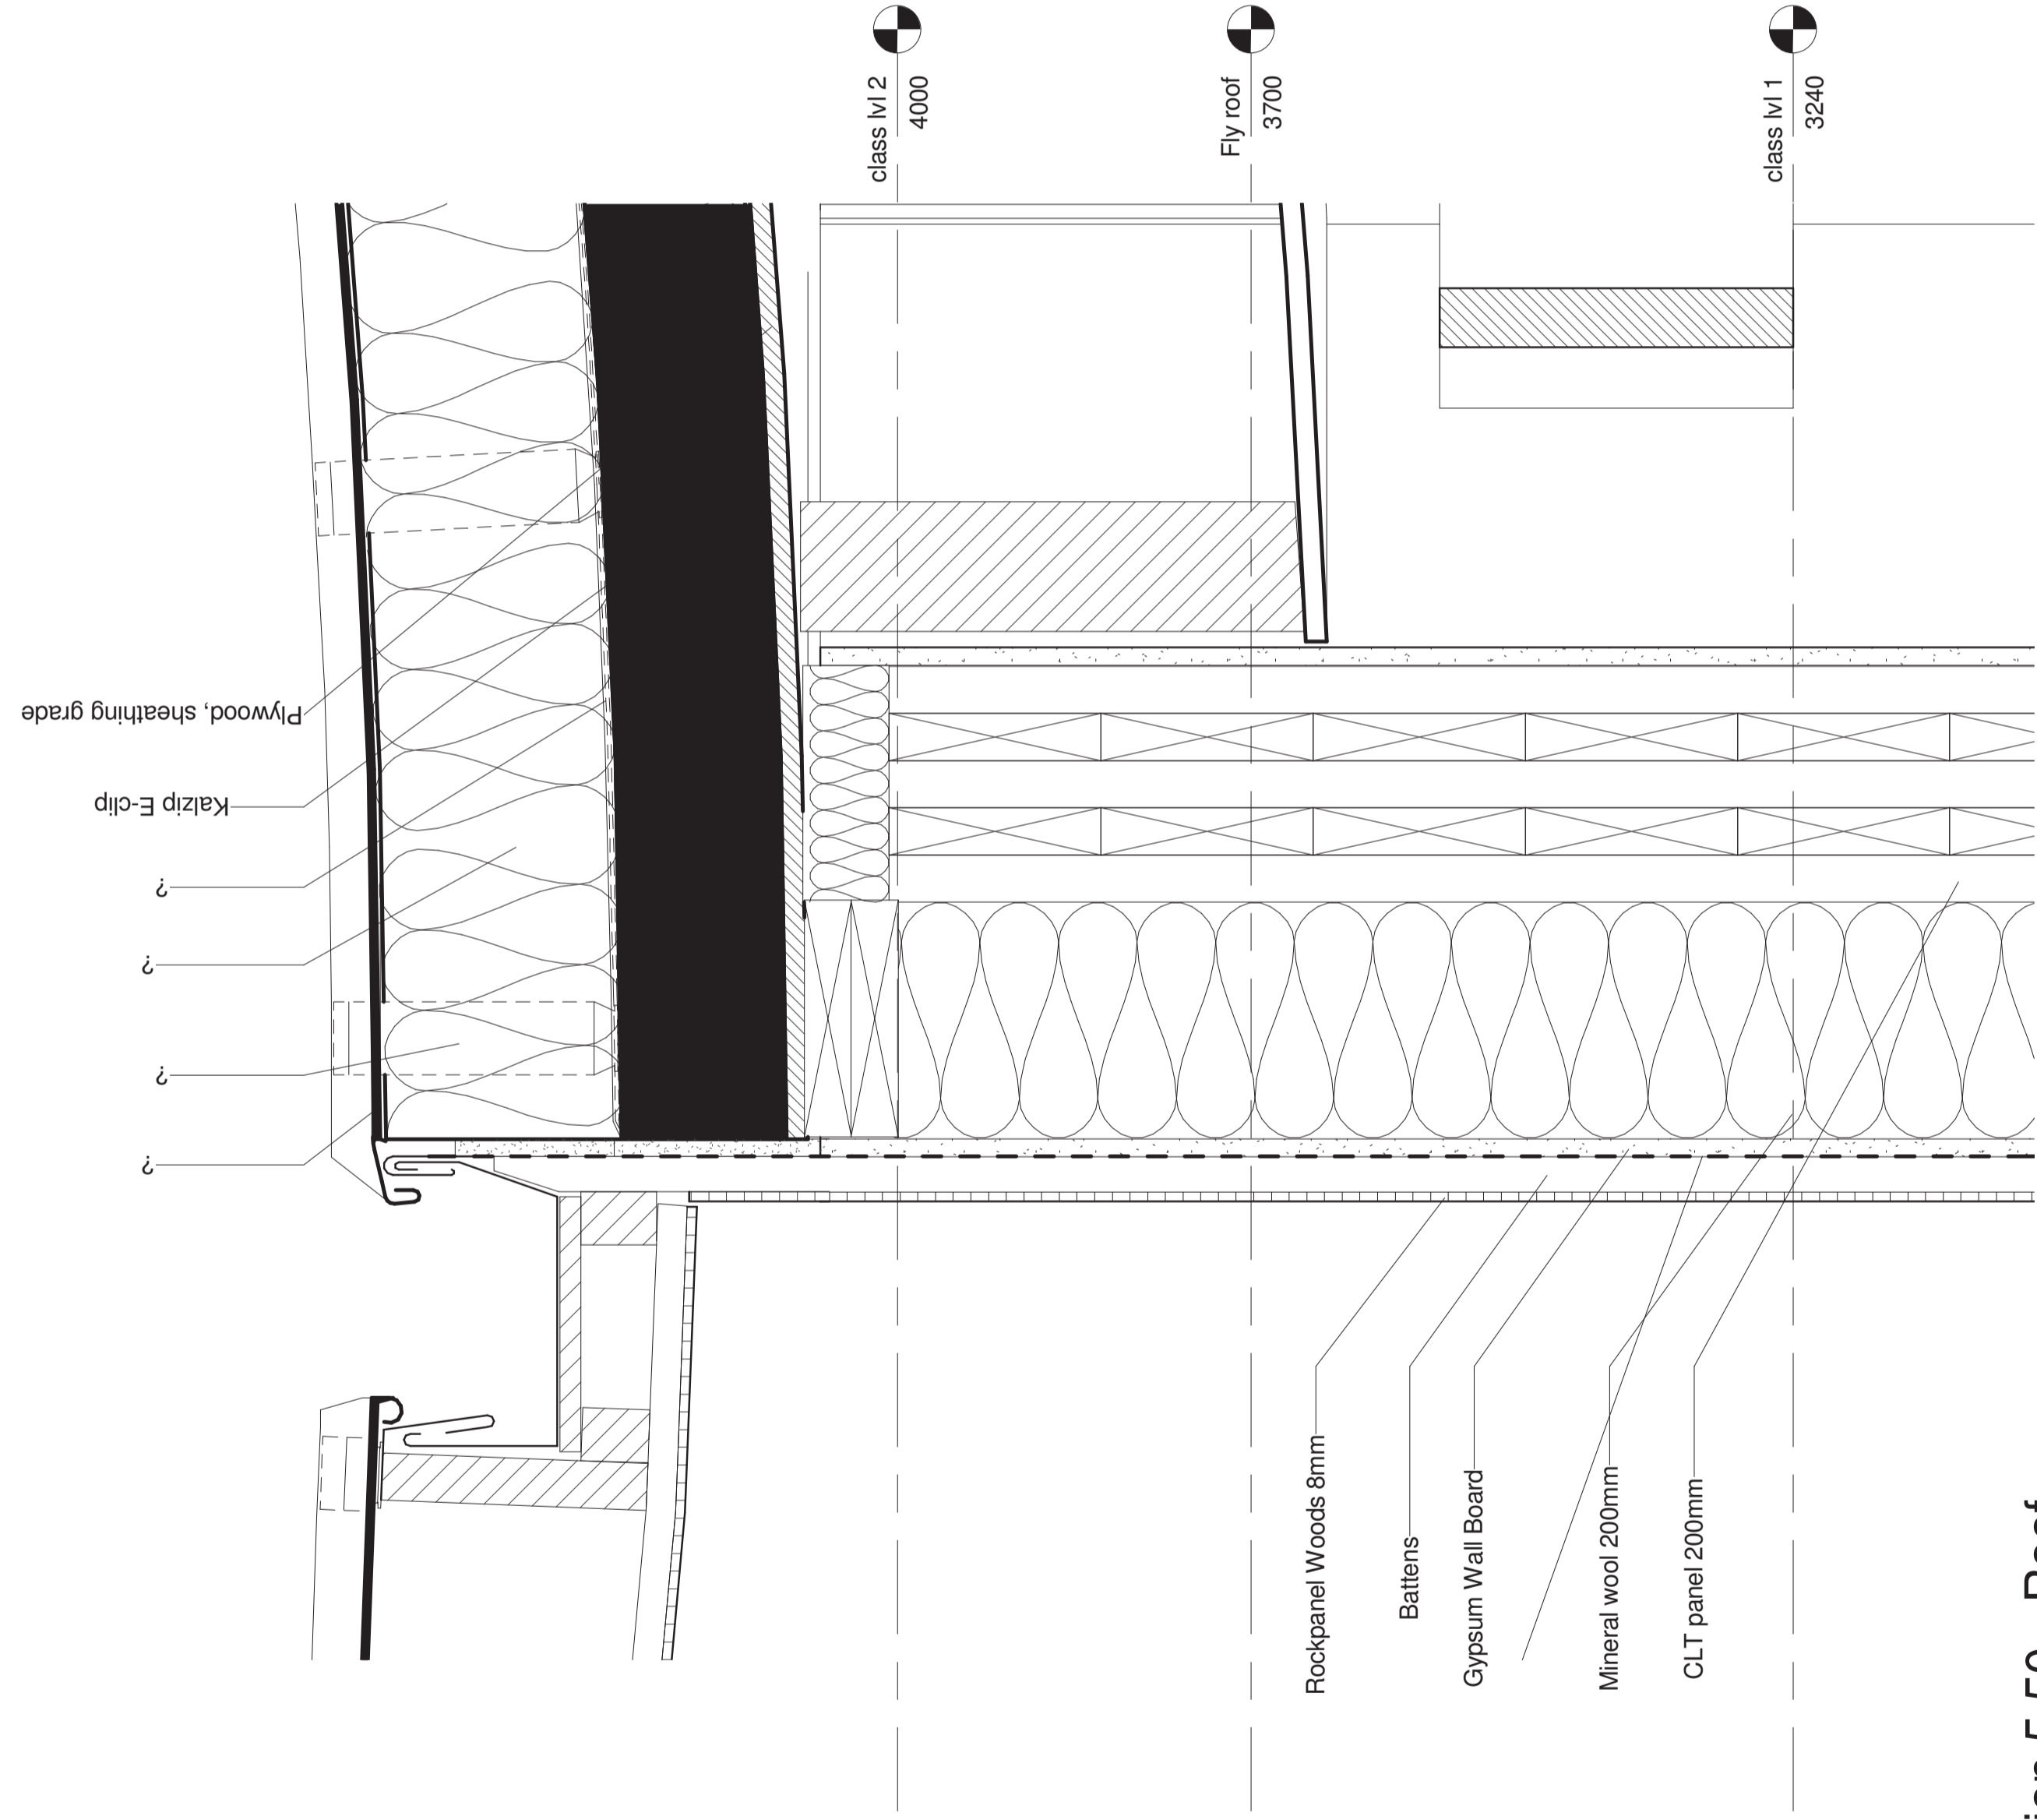 class lvl 2
4000
Fly roof
3700
class lvl 1
3240
Plywood, sheathing grade
Kalzip E-clip
?
?
?
?
Rockpanel Woods 8mm
Battens
Gypsum Wall Board
Mineral wool 200mm
CLT panel 200mm